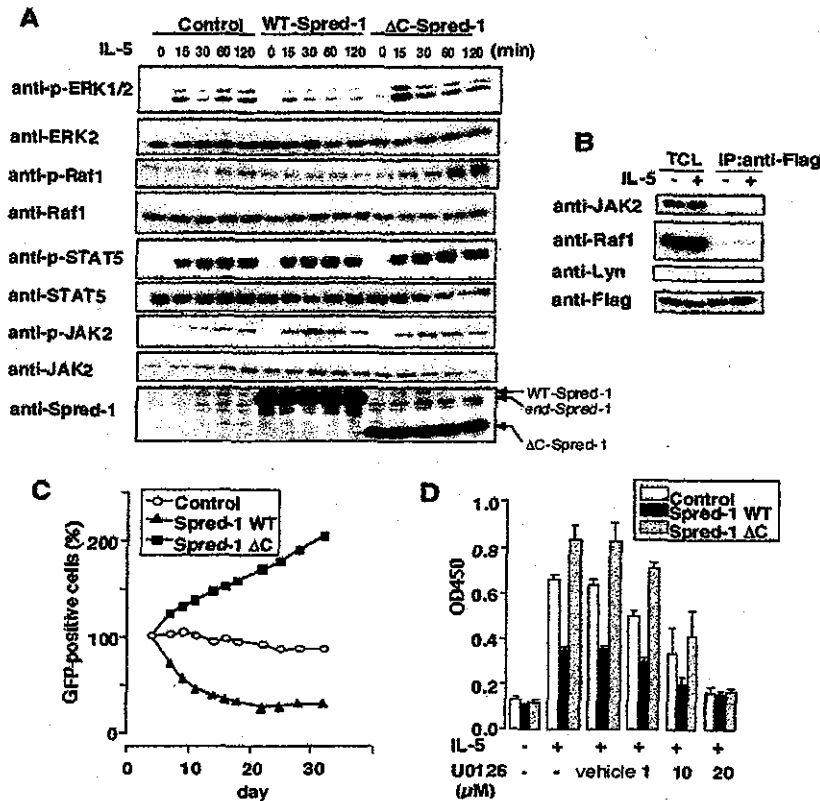 A
Control WT-Spred-1 ΔC-Spred-1
IL-5 0 15 30 60 120 0 15 30 60 120 0 15 30 60 120 (min)
anti-p-ERK1/2
anti-ERK2
anti-p-Raf1
anti-Raf1
anti-p-STAT5
anti-STAT5
anti-p-JAK2
anti-JAK2
anti-Spred-1
WT-Spred-1
end-Spred-1
ΔC-Spred-1
B
TCL IP:anti-Flag
IL-5 - + - +
anti-JAK2
anti-Raf1
anti-Lyn
anti-Flag
C
Control
Spred-1 WT
Spred-1 ΔC
GFP-positive cells (%)
200
100
0
0 10 20 30
day
D
Control
Spred-1 WT
Spred-1 ΔC
OD450
1.0
0.8
0.6
0.4
0.2
0.0
IL-5 - + + + + +
U0126 - - vehicle 1 10 20
(μM)